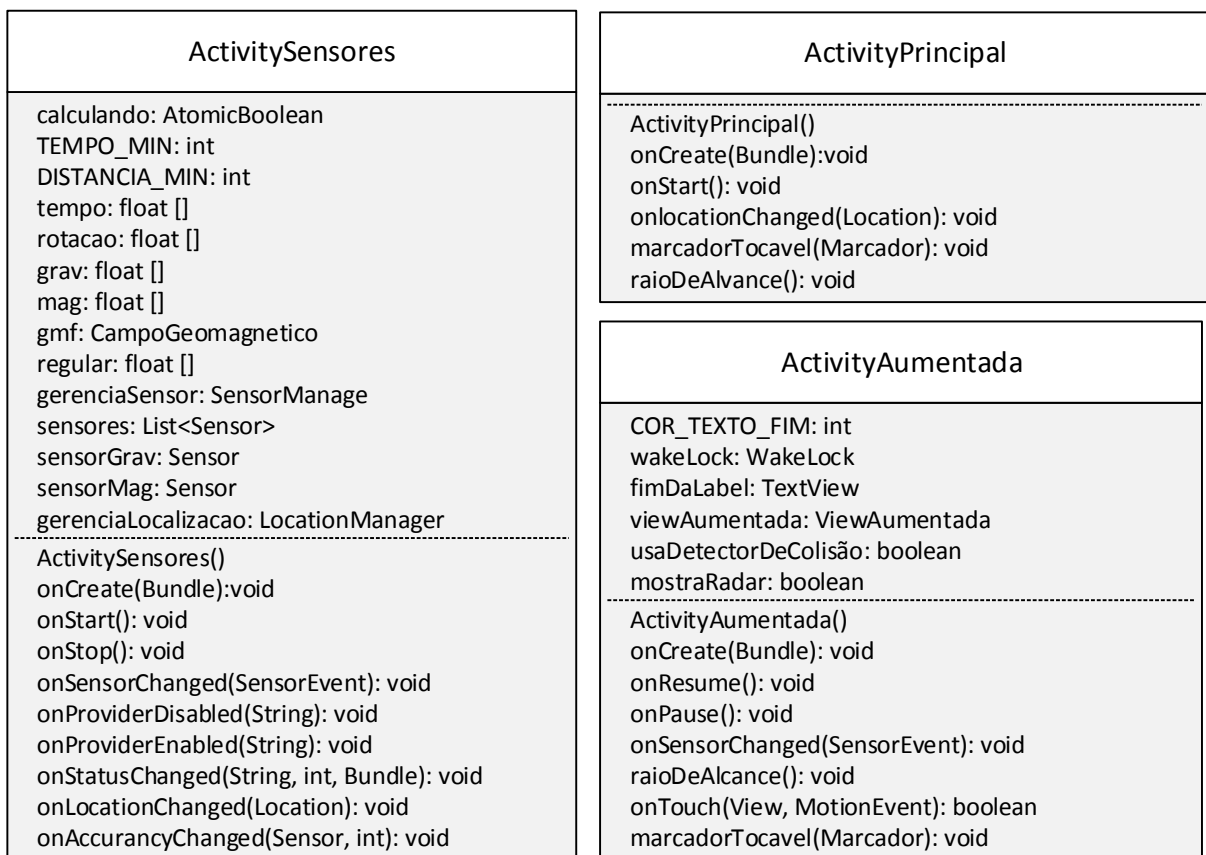 ActivitySensores
calculando: AtomicBoolean
TEMPO_MIN: int
DISTANCIA_MIN: int
tempo: float []
rotacao: float []
grav: float []
mag: float []
gmf: CampoGeomagnetico
regular: float []
gerenciaSensor: SensorManage
sensores: List<Sensor>
sensorGrav: Sensor
sensorMag: Sensor
gerenciaLocalizacao: LocationManager
ActivitySensores()
onCreate(Bundle):void
onStart(): void
onStop(): void
onSensorChanged(SensorEvent): void
onProviderDisabled(String): void
onProviderEnabled(String): void
onStatusChanged(String, int, Bundle): void
onLocationChanged(Location): void
onAccurancyChanged(Sensor, int): void
ActivityPrincipal
ActivityPrincipal()
onCreate(Bundle):void
onStart(): void
onlocationChanged(Location): void
marcadorTocavel(Marcador): void
raioDeAlvance(): void
ActivityAumentada
COR_TEXTO_FIM: int
wakeLock: WakeLock
fimDaLabel: TextView
viewAumentada: ViewAumentada
usaDetectorDeColisão: boolean
mostraRadar: boolean
ActivityAumentada()
onCreate(Bundle): void
onResume(): void
onPause(): void
onSensorChanged(SensorEvent): void
raioDeAlcance(): void
onTouch(View, MotionEvent): boolean
marcadorTocavel(Marcador): void